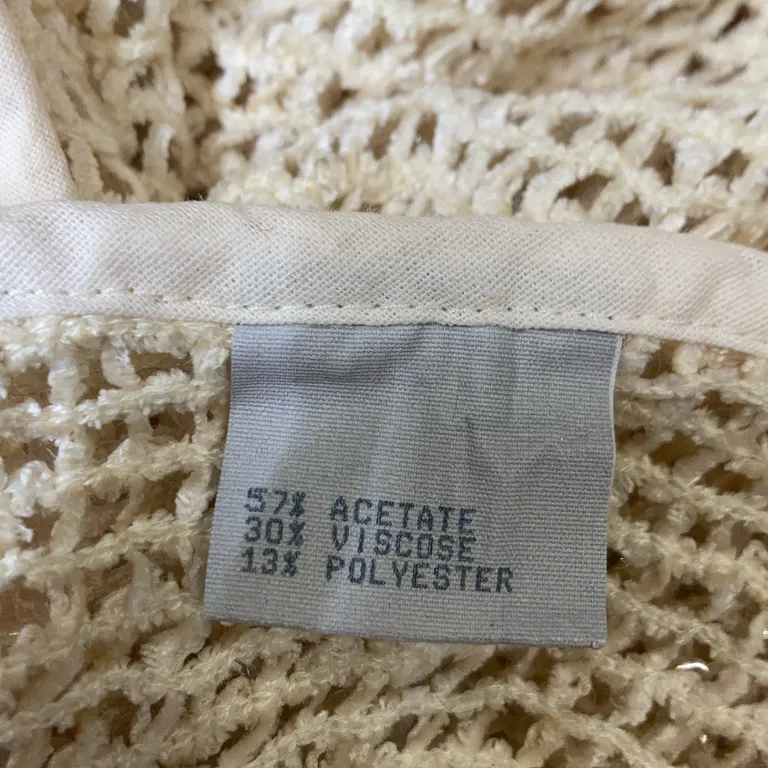 57% ACETATE
30% VISCOSE
13% POLYESTER